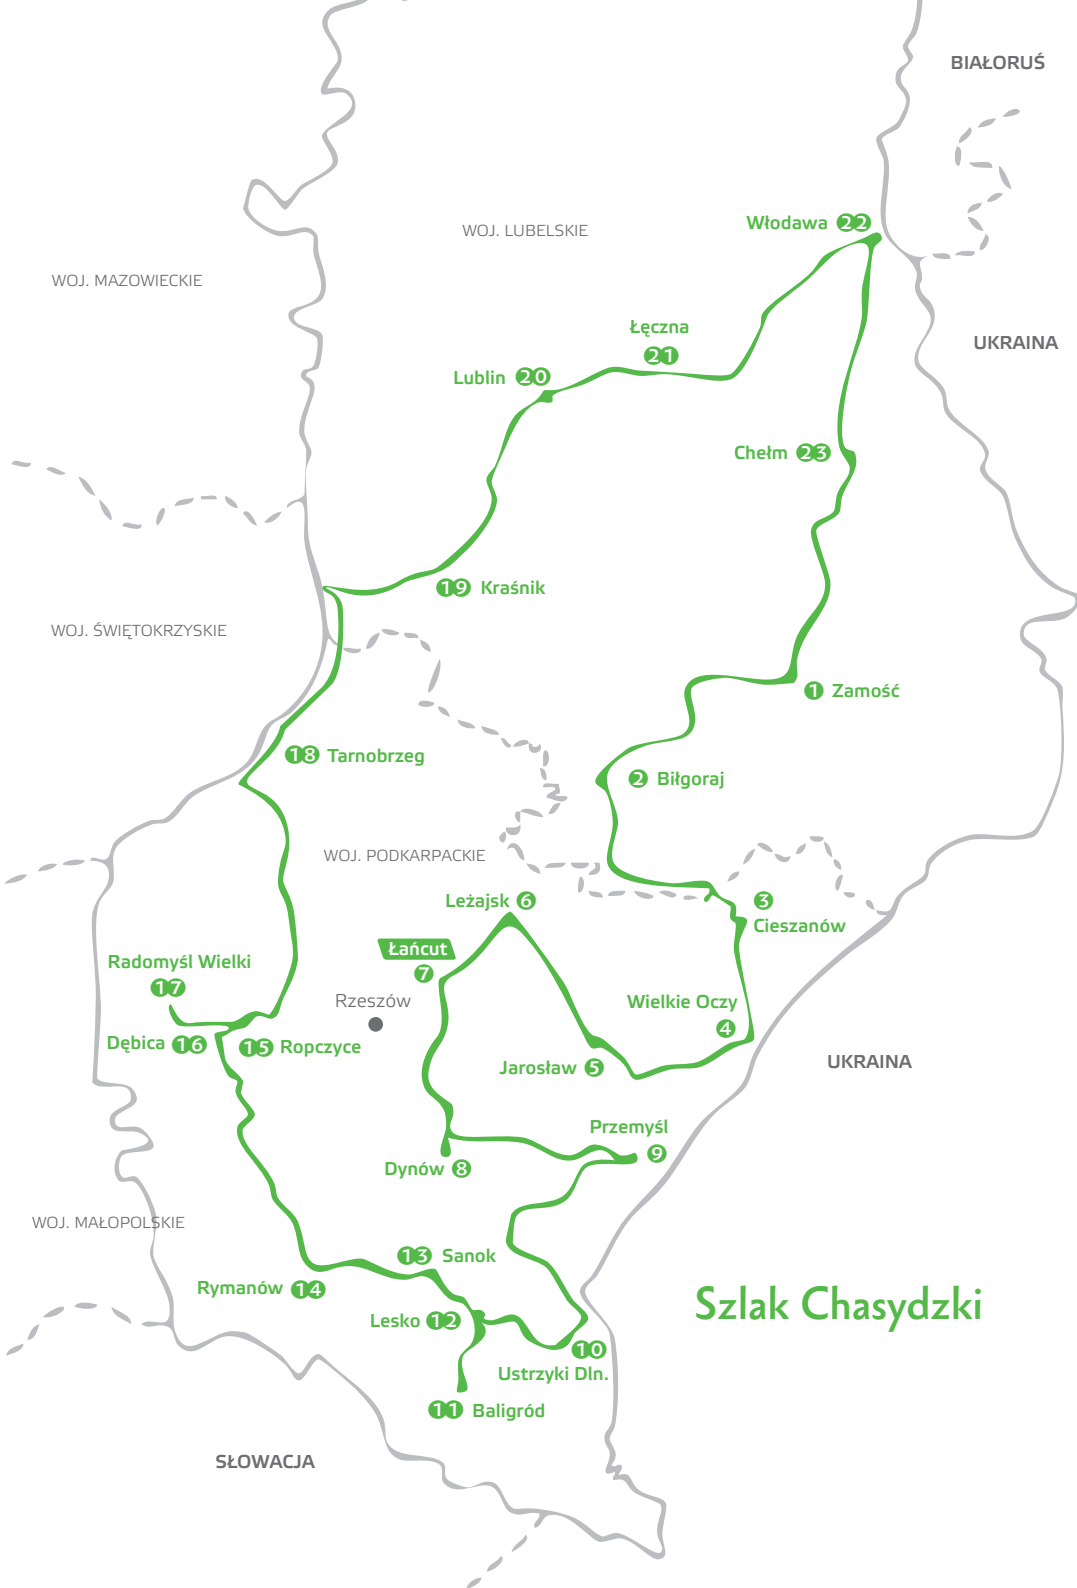 BIAŁORUŚ
Włodawa 22
WOJ. LUBELSKIE
WOJ. MAZOWIECKIE
Łęczna
21
UKRAINA
Lublin 20
Chełm 23
19 Kraśnik
WOJ. ŚWIĘTOKRZYSKIE
1 Zamość
18 Tarnobrzeg
2 Biłgoraj
WOJ. PODKARPACKIE
Leżajsk 6
3
Cieszanów
Łańcut
7
Radomyśl Wielki
17
Rzeszów
Wielkie Oczy
4
Dębica 16
15 Ropczyce
UKRAINA
Jarosław 5
Przemyśl
9
Dynów 8
WOJ. MAŁOPOLSKIE
13 Sanok
Rymanów 14
Szlak Chasydzki
Lesko 12
10
Ustrzyki Dln.
11 Baligród
SŁOWACJA